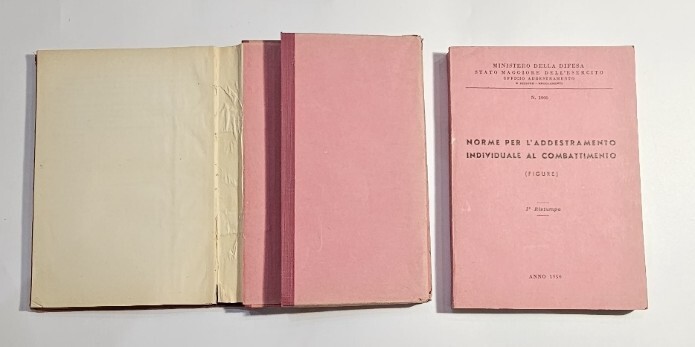 MINISTERO DELLA DIFESA
STATO MAGGIORE DELL'ESERCITO
UFFICIO ADDESTRAMENTO
NORME PER L'ADDESTRAMENTO
INDIVIDUALE AL COMBATTIMENTO
(FIGURE)
Ristampa
ANNO